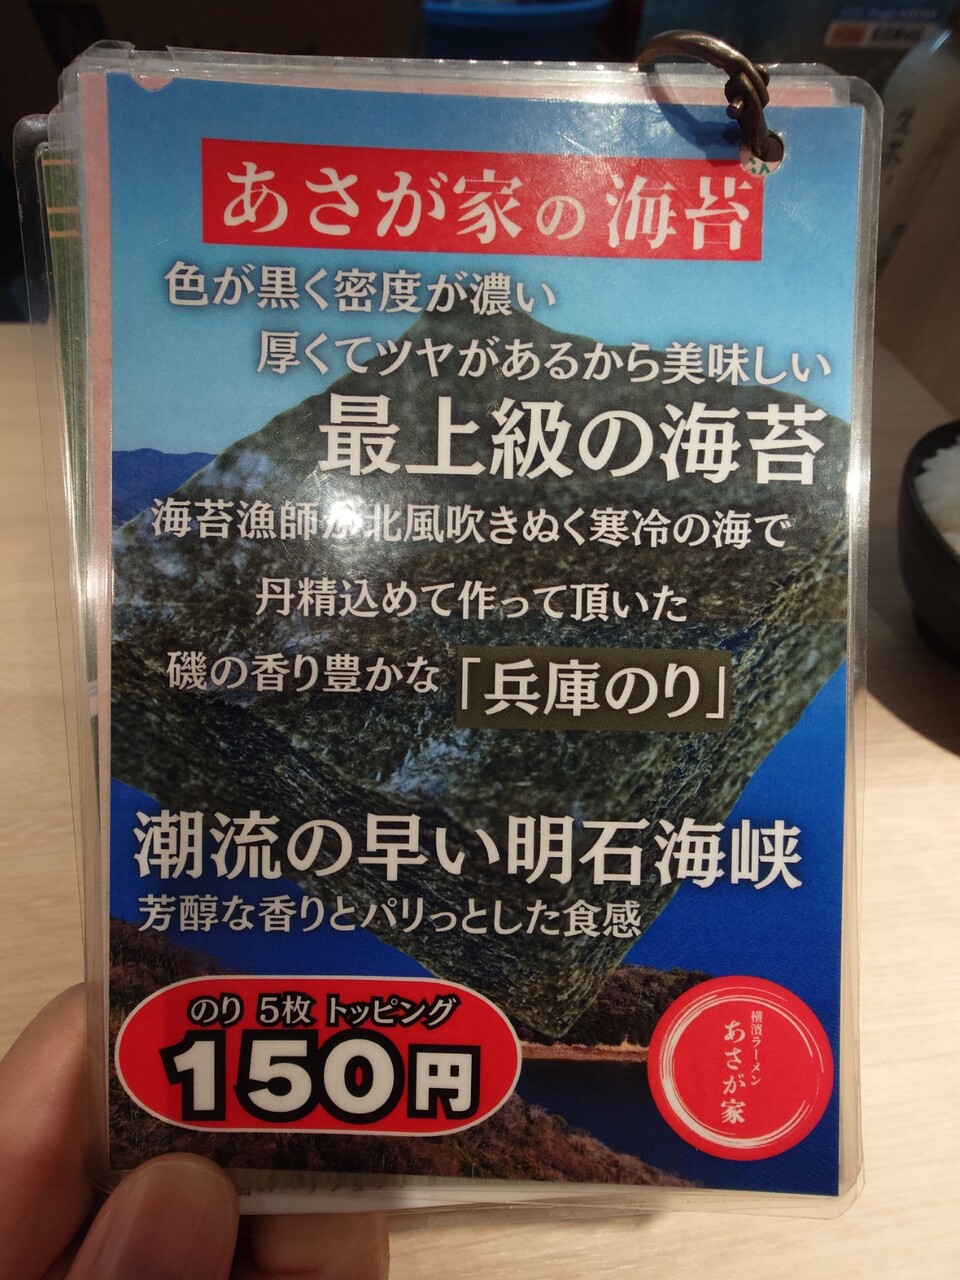 あさが家の海苔
色が黒く密度が濃い
厚くてツヤがあるから美味しい
最上級の海苔
海苔漁師が北風吹きぬく寒冷の海で
丹精込めて作って頂いた
磯の香り豊かな「兵庫のり」
潮流の早い明石海峡
芳醇な香りとパリっとした食感
のり 5枚 トッピング
150円
横濱ラーメン
あさが家